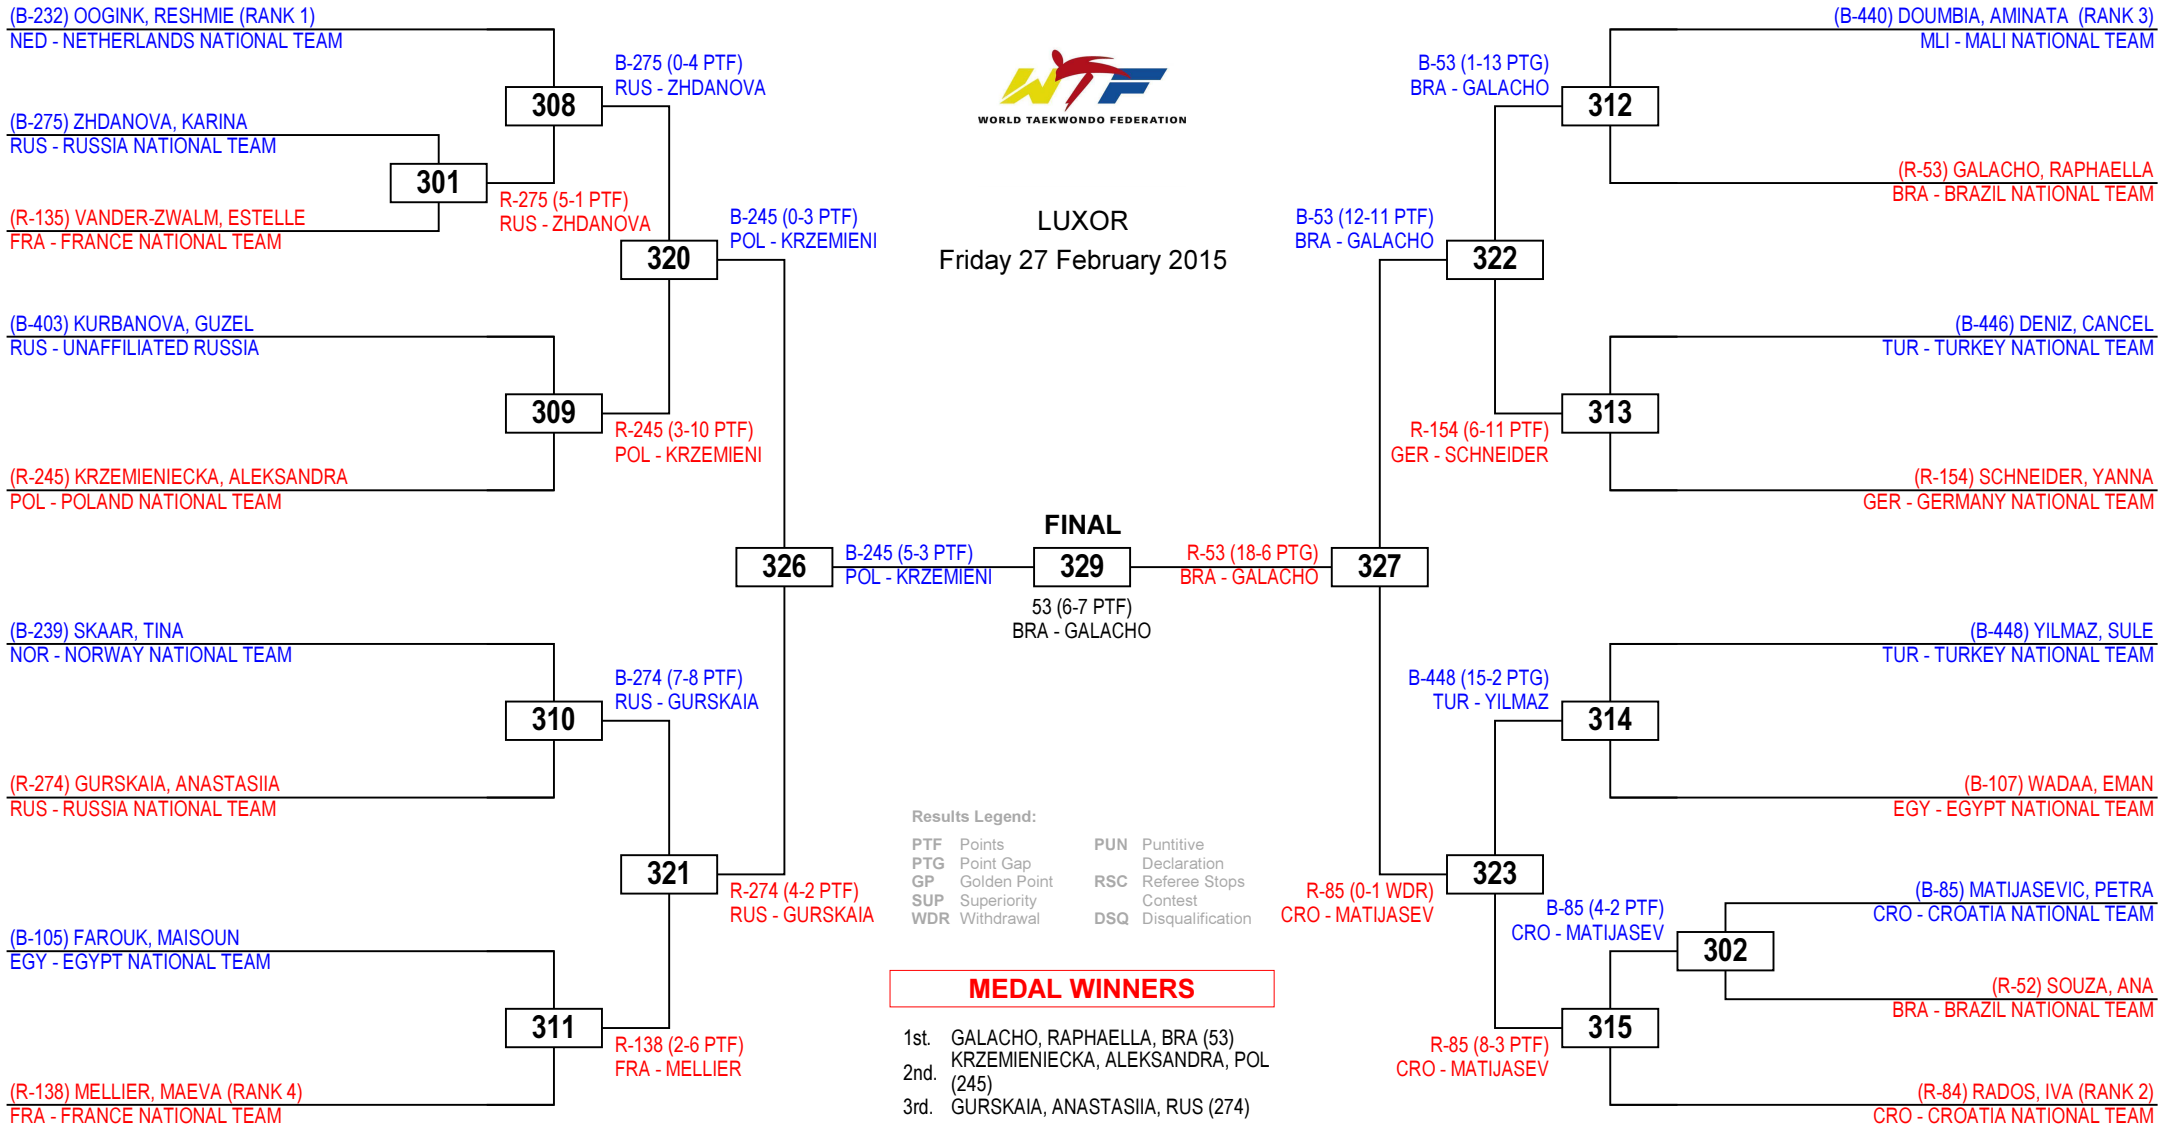 (B-232) OOGINK, RESHMIE (RANK 1)
NED - NETHERLANDS NATIONAL TEAM
(B-275) ZHDANOVA, KARINA
RUS - RUSSIA NATIONAL TEAM
(R-135) VANDER-ZWALM, ESTELLE
FRA - FRANCE NATIONAL TEAM
(B-403) KURBANOVA, GUZEL
RUS - UNAFFILIATED RUSSIA
(R-245) KRZEMIENIECKA, ALEKSANDRA
POL - POLAND NATIONAL TEAM
(B-239) SKAAR, TINA
NOR - NORWAY NATIONAL TEAM
(R-274) GURSKAIA, ANASTASIIA
RUS - RUSSIA NATIONAL TEAM
(B-105) FAROUK, MAISOUN
EGY - EGYPT NATIONAL TEAM
(R-138) MELLIER, MAEVA (RANK 4)
FRA - FRANCE NATIONAL TEAM
301
R-275 (5-1 PTF)
RUS - ZHDANOVA
308
B-275 (0-4 PTF)
RUS - ZHDANOVA
309
R-245 (3-10 PTF)
POL - KRZEMIENI
310
B-274 (7-8 PTF)
RUS - GURSKAIA
311
R-138 (2-6 PTF)
FRA - MELLIER
320
B-245 (0-3 PTF)
POL - KRZEMIENI
321
R-274 (4-2 PTF)
RUS - GURSKAIA
326
B-245 (5-3 PTF)
POL - KRZEMIENI
WTF
WORLD TAEKWONDO FEDERATION
LUXOR
Friday 27 February 2015
FINAL
329
53 (6-7 PTF)
BRA - GALACHO
Results Legend:
PTF Points
PTG Point Gap
GP Golden Point
SUP Superiority
WDR Withdrawal
PUN Puntitive
Declaration
RSC Referee Stops
Contest
DSQ Disqualification
MEDAL WINNERS
1st. GALACHO, RAPHAELLA, BRA (53)
2nd. KRZEMIENIECKA, ALEKSANDRA, POL
(245)
3rd. GURSKAIA, ANASTASIIA, RUS (274)
R-53 (18-6 PTG)
BRA - GALACHO
327
B-53 (12-11 PTF)
BRA - GALACHO
322
R-85 (0-1 WDR)
CRO - MATIJASEV
323
B-53 (1-13 PTG)
BRA - GALACHO
312
R-154 (6-11 PTF)
GER - SCHNEIDER
313
B-448 (15-2 PTG)
TUR - YILMAZ
314
R-85 (8-3 PTF)
CRO - MATIJASEV
315
B-85 (4-2 PTF)
CRO - MATIJASEV
302
(B-440) DOUMBIA, AMINATA (RANK 3)
MLI - MALI NATIONAL TEAM
(R-53) GALACHO, RAPHAELLA
BRA - BRAZIL NATIONAL TEAM
(B-446) DENIZ, CANCEL
TUR - TURKEY NATIONAL TEAM
(R-154) SCHNEIDER, YANNA
GER - GERMANY NATIONAL TEAM
(B-448) YILMAZ, SULE
TUR - TURKEY NATIONAL TEAM
(B-107) WADAA, EMAN
EGY - EGYPT NATIONAL TEAM
(B-85) MATIJASEVIC, PETRA
CRO - CROATIA NATIONAL TEAM
(R-52) SOUZA, ANA
BRA - BRAZIL NATIONAL TEAM
(R-84) RADOS, IVA (RANK 2)
CRO - CROATIA NATIONAL TEAM